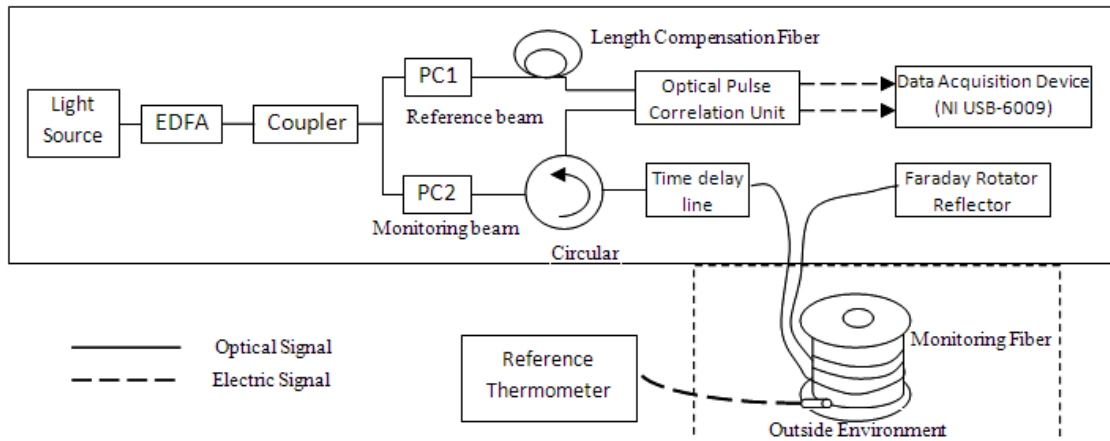 Length Compensation Fiber
Light
Source
EDFA
Coupler
PC1
Reference beam
Optical Pulse
Correlation Unit
Data Acquisition Device
(NI USB-6009)
PC2
Monitoring beam
Circular
Time delay
line
Faraday Rotator
Reflector
Optical Signal
Electric Signal
Reference
Thermometer
Monitoring Fiber
Outside Environment